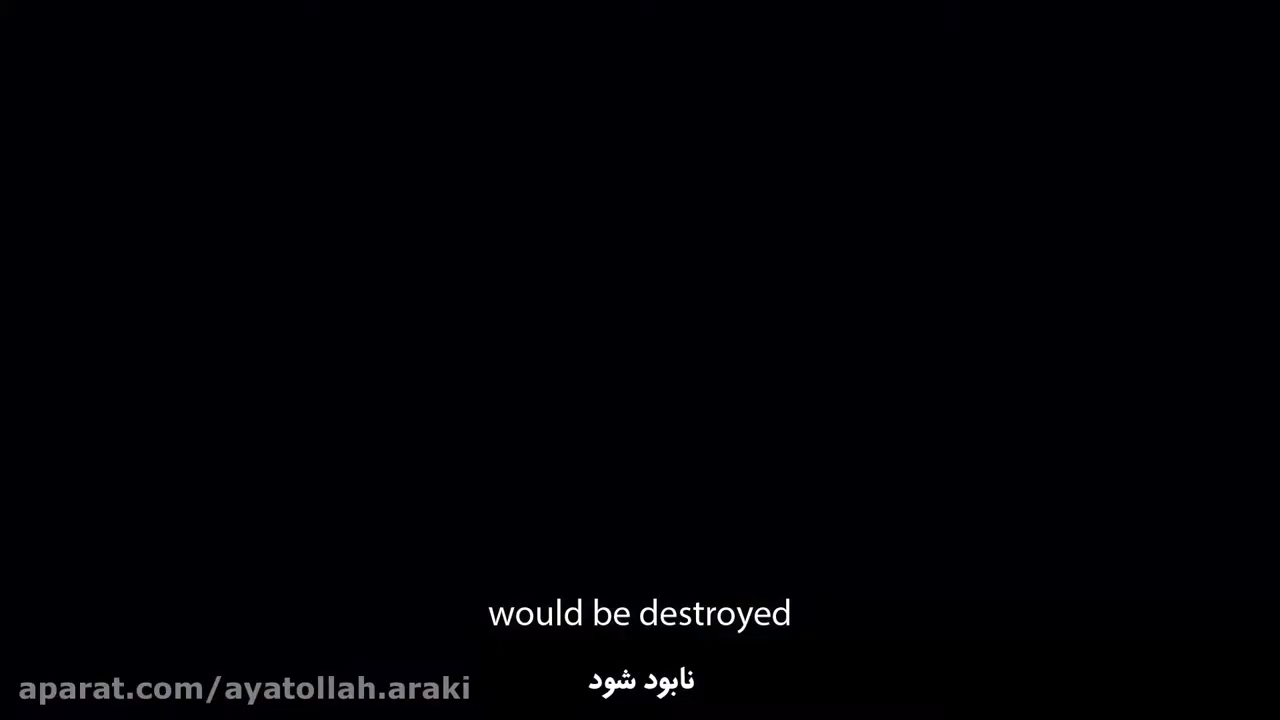 would be destroyed
نابود شود
aparat.com/ayatollah.araki